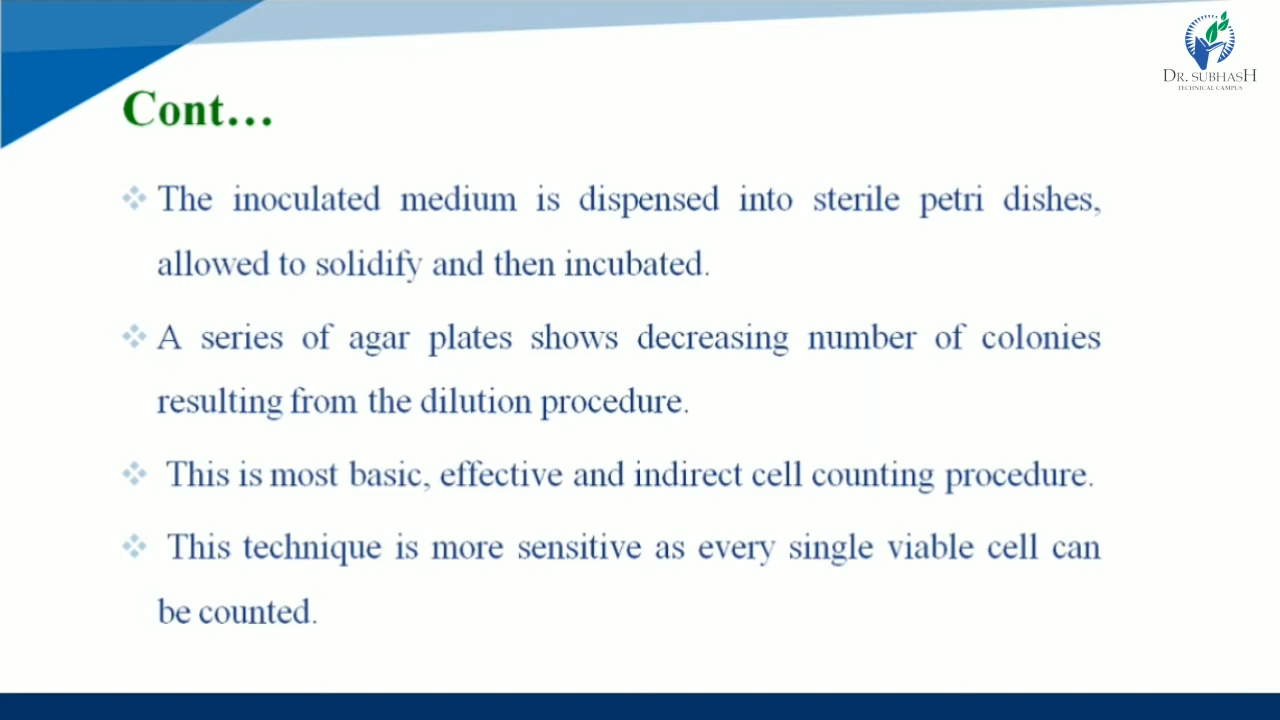 DR. SUBHASH
TECHNICAL CAMPUS
Cont...
The inoculated medium is dispensed into sterile petri dishes,
allowed to solidify and then incubated.
A series of agar plates shows decreasing number of colonies
resulting from the dilution procedure.
This is most basic, effective and indirect cell counting procedure.
This technique is more sensitive as every single viable cell can
be counted.